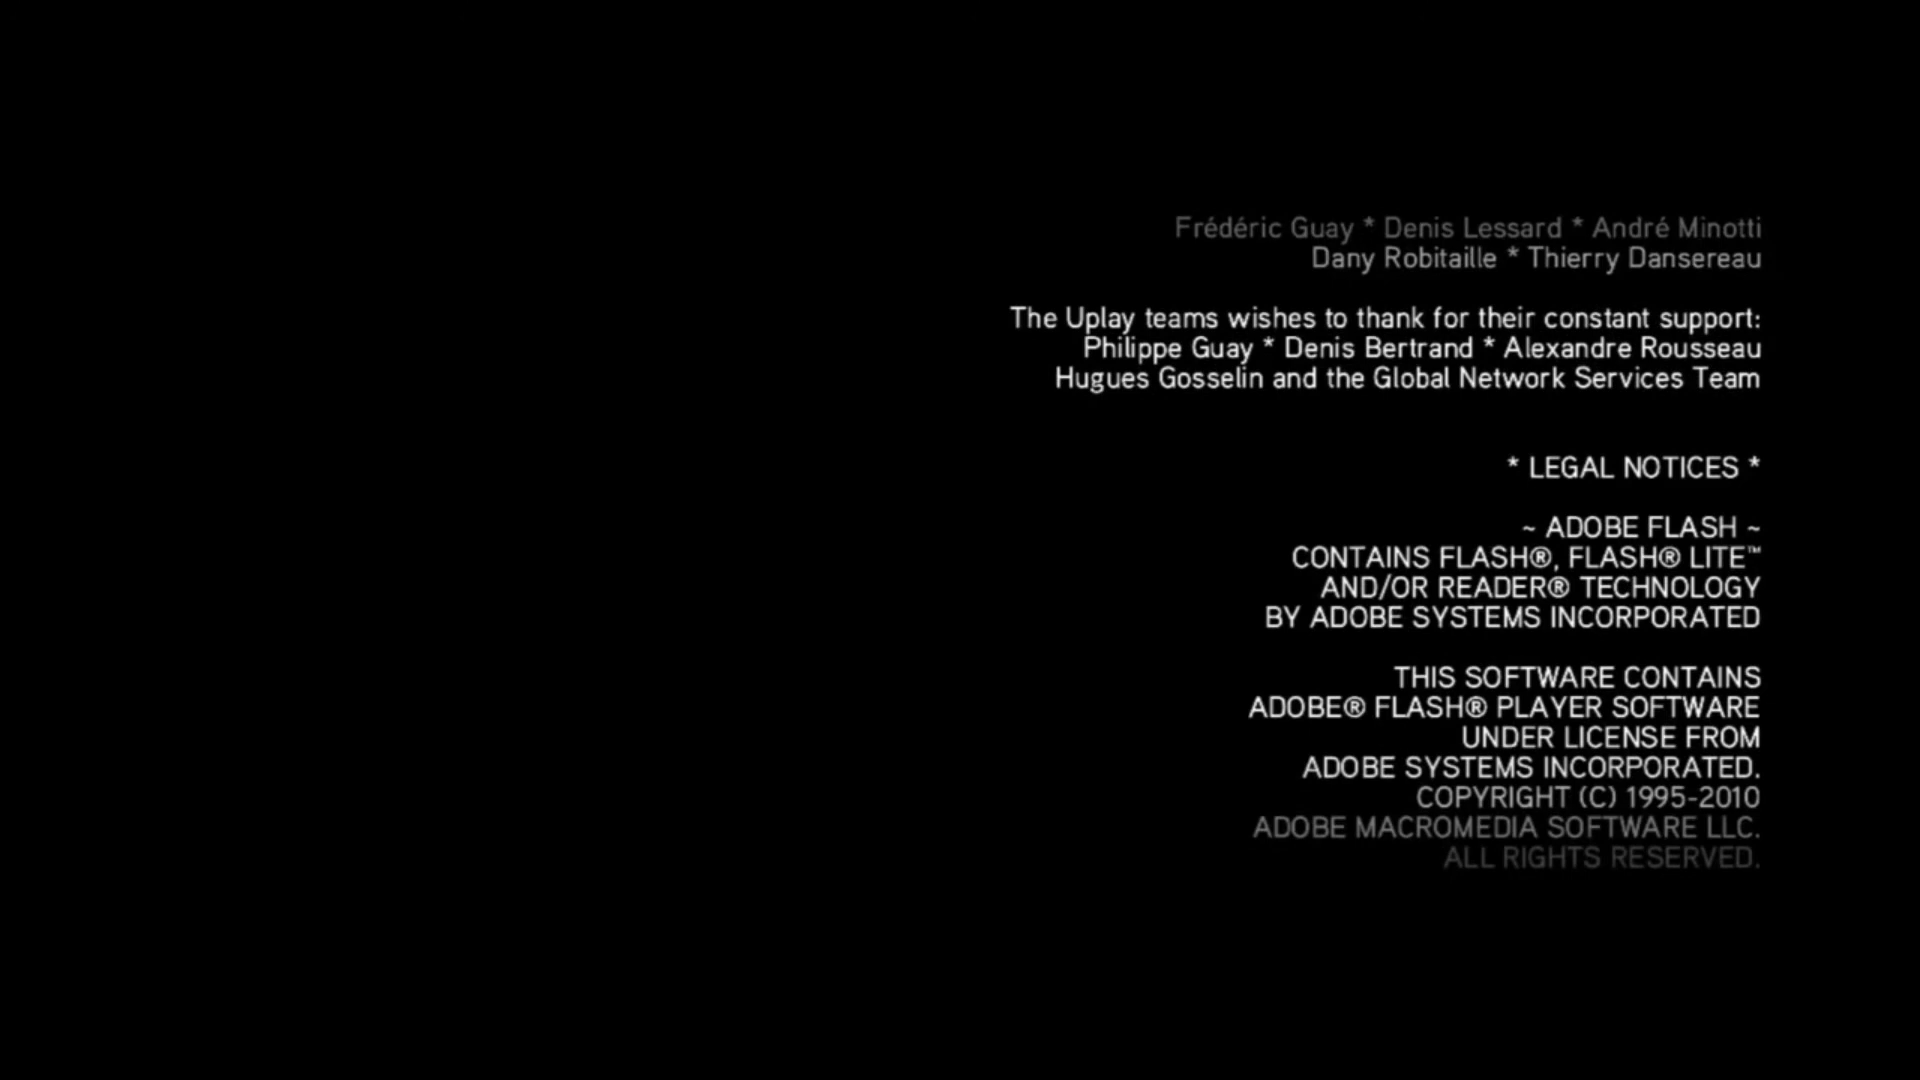 Frédéric Guay * Denis Lessard * André Minotti
Dany Robitaille * Thierry Dansereau
The Uplay teams wishes to thank for their constant support:
Philippe Guay * Denis Bertrand * Alexandre Rousseau
Hugues Gosselin and the Global Network Services Team
* LEGAL NOTICES *
~ ADOBE FLASH ~
CONTAINS FLASH®, FLASH® LITE™
AND/OR READER® TECHNOLOGY
BY ADOBE SYSTEMS INCORPORATED
THIS SOFTWARE CONTAINS
ADOBE® FLASH® PLAYER SOFTWARE
UNDER LICENSE FROM
ADOBE SYSTEMS INCORPORATED.
COPYRIGHT (C) 1995-2010
ADOBE MACROMEDIA SOFTWARE LLC.
ALL RIGHTS RESERVED.